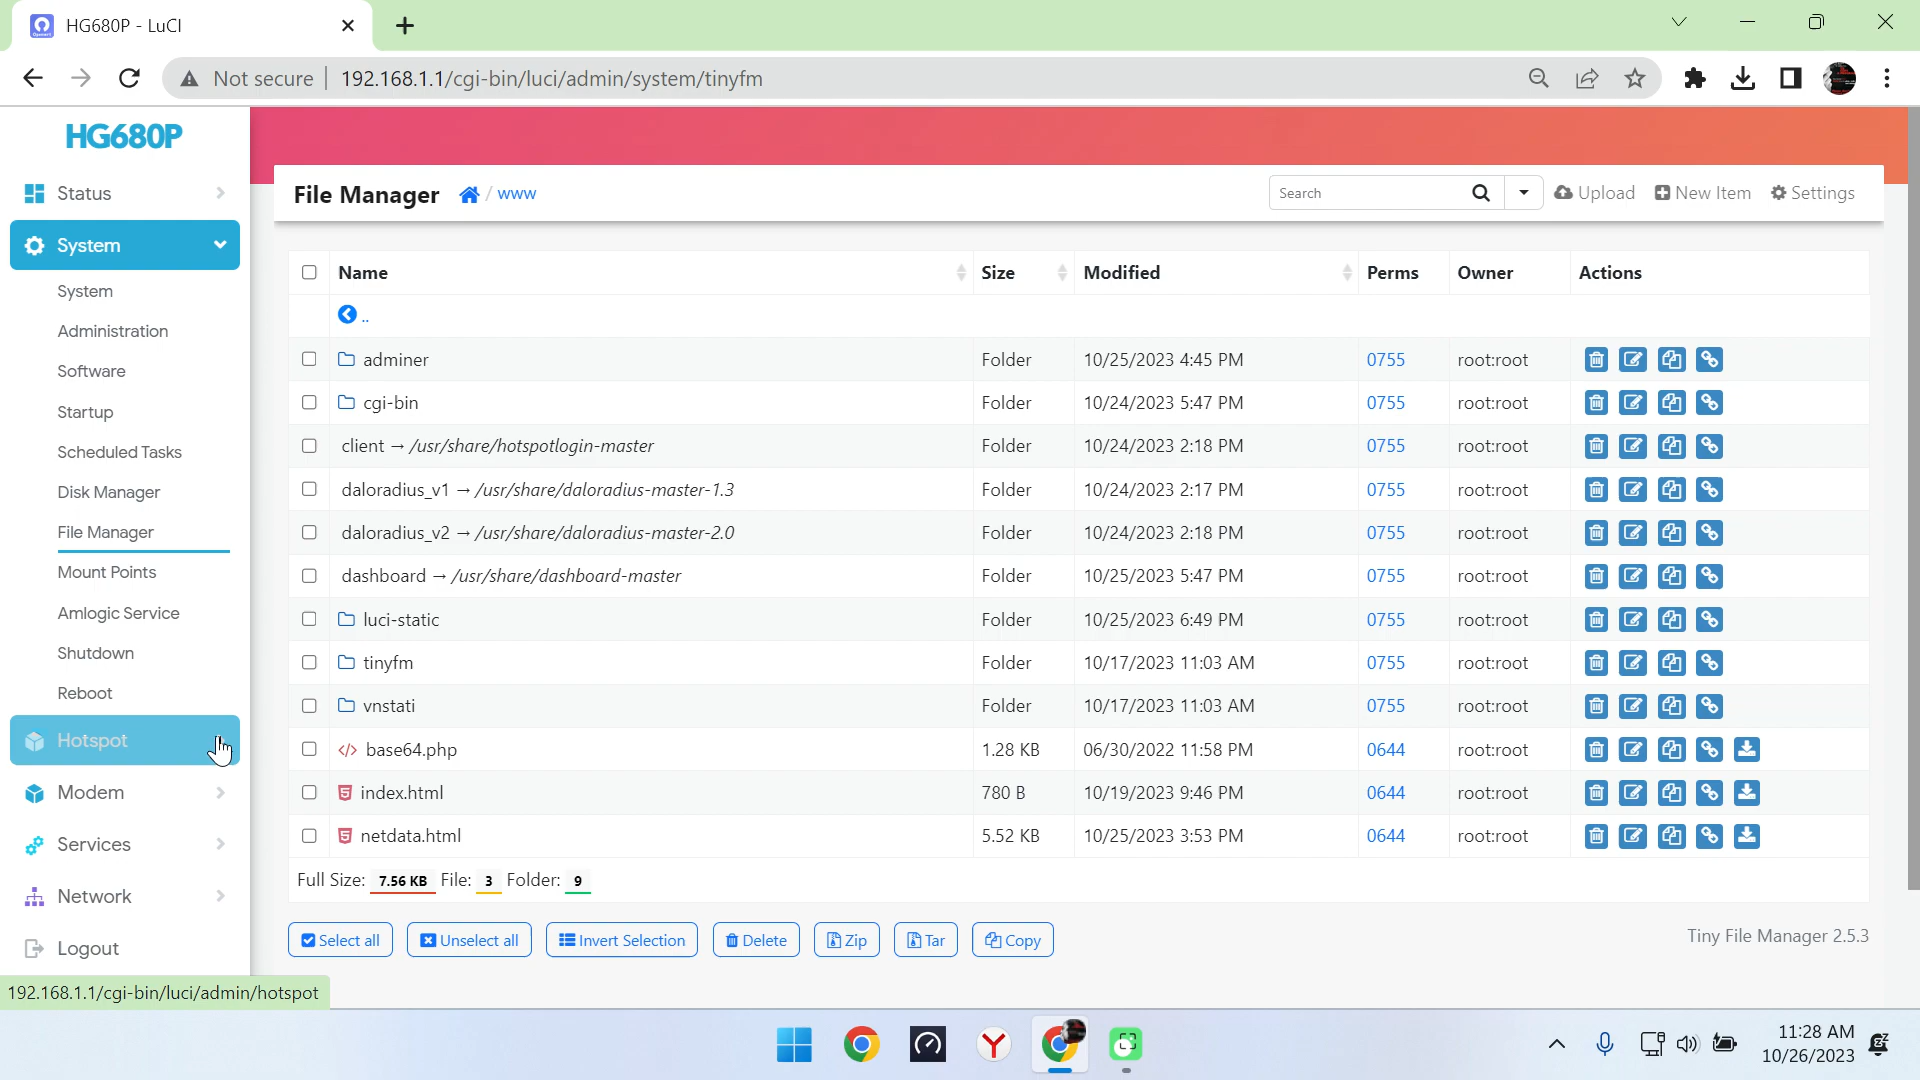 HG680P - LuCI
Not secure
192.168.1.1/cgi-bin/luci/admin/system/tinyfm
HG680P
Status
System
System
Administration
Software
Startup
Scheduled Tasks
Disk Manager
File Manager
Mount Points
Amlogic Service
Shutdown
Reboot
Hotspot
Modem
Services
Network
Logout
File Manager / www
Search
Upload
New Item
Settings
Name Size Modified Perms Owner Actions
..
adminer Folder 10/25/2023 4:45 PM 0755 root:root
cgi-bin Folder 10/24/2023 5:47 PM 0755 root:root
client → /usr/share/hotspotlogin-master Folder 10/24/2023 2:18 PM 0755 root:root
daloradius_v1 → /usr/share/daloradius-master-1.3 Folder 10/24/2023 2:17 PM 0755 root:root
daloradius_v2 → /usr/share/daloradius-master-2.0 Folder 10/24/2023 2:18 PM 0755 root:root
dashboard → /usr/share/dashboard-master Folder 10/25/2023 5:47 PM 0755 root:root
luci-static Folder 10/25/2023 6:49 PM 0755 root:root
tinyfm Folder 10/17/2023 11:03 AM 0755 root:root
vnstati Folder 10/17/2023 11:03 AM 0755 root:root
base64.php 1.28 KB 06/30/2022 11:58 PM 0644 root:root
index.html 780 B 10/19/2023 9:46 PM 0644 root:root
netdata.html 5.52 KB 10/25/2023 3:53 PM 0644 root:root
Full Size: 7.56 KB File: 3 Folder: 9
Select all
Unselect all
Invert Selection
Delete
Zip
Tar
Copy
Tiny File Manager 2.5.3
192.168.1.1/cgi-bin/luci/admin/hotspot
11:28 AM
10/26/2023